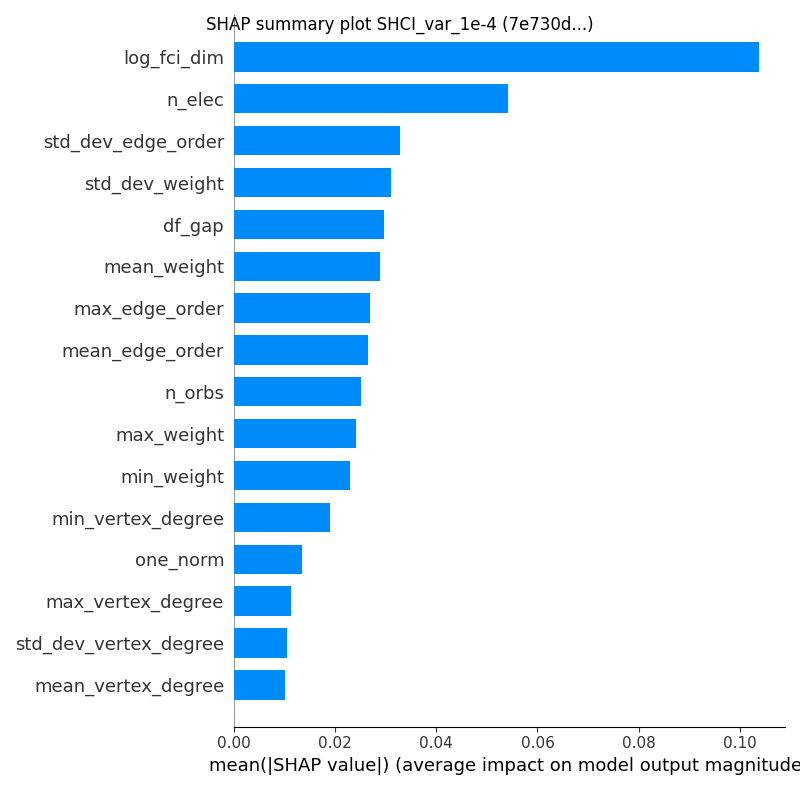 SHAP summary plot SHCI_var_1e-4 (7e730d...)
log_fci_dim
n_elec
std_dev_edge_order
std_dev_weight
df_gap
mean_weight
max_edge_order
mean_edge_order
n_orbs
max_weight
min_weight
min_vertex_degree
one_norm
max_vertex_degree
std_dev_vertex_degree
mean_vertex_degree
0.00 0.02 0.04 0.06 0.08 0.10
mean(|SHAP value|) (average impact on model output magnitude